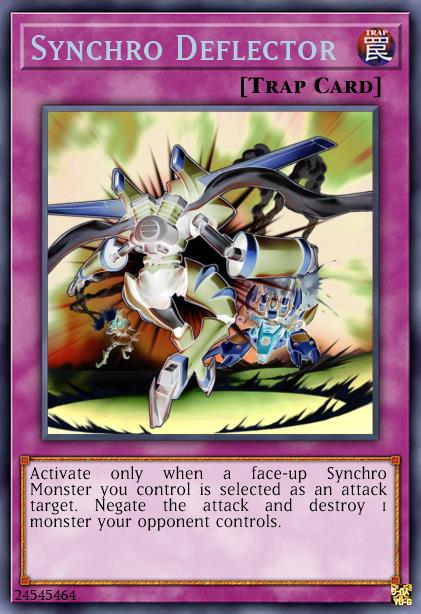 Synchro Deflector
TRAP
罠
[Trap Card]
Activate only when a face-up Synchro
Monster you control is selected as an attack
target. Negate the attack and destroy 1
monster your opponent controls.
24545464